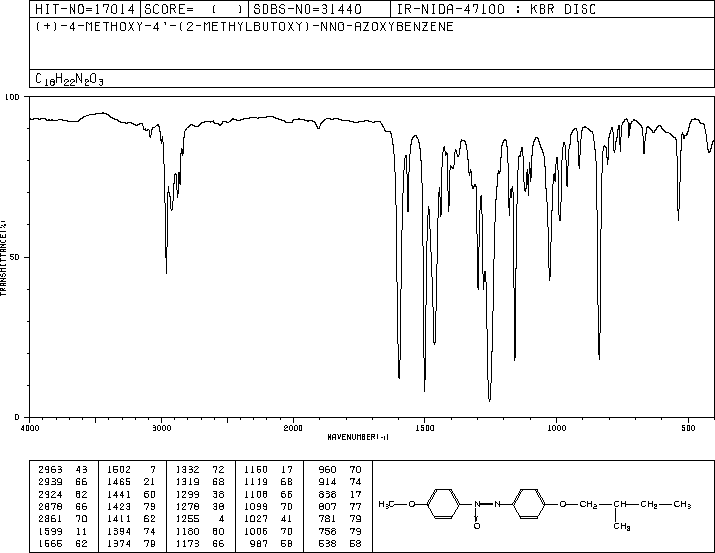 HIT-NO=17014 SCORE= ( ) SDBS-NO=31440 IR-NIDA-47100 : KBR DISC
(+)-4-METHOXY-4'-(2-METHYLBUTOXY)-NNO-AZOXYBENZENE
C18H22N2O3
100
50
0
TRANSMITTANCE(%)
4000 3000 2000 1500 1000 500
WAVENUMBER(-1)
2963 43 1502 7 1332 72 1160 17 960 70
2939 66 1465 21 1319 68 1119 68 914 74
2924 62 1441 60 1299 38 1108 66 838 17
2878 66 1423 79 1278 38 1099 70 807 77
2861 70 1411 62 1255 4 1027 41 781 79
1599 11 1394 74 1180 60 1006 70 758 79
1565 62 1374 79 1173 66 987 58 538 58
H3C O N N O CH2 CH CH2 CH3
O CH3